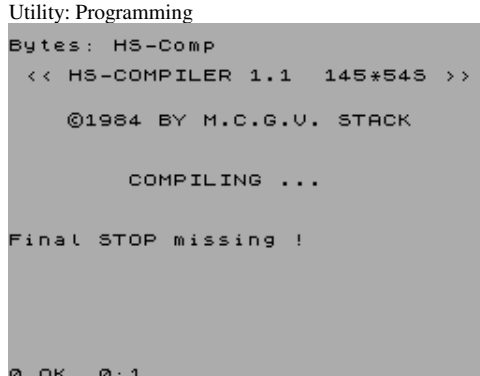 Utility: Programming
Bytes: HS-Comp
<< HS-COMPILER 1.1 145*54S >>
©1984 BY M.C.G.V. STACK
COMPILING ...
Final STOP missing !
0 OK, 0:1